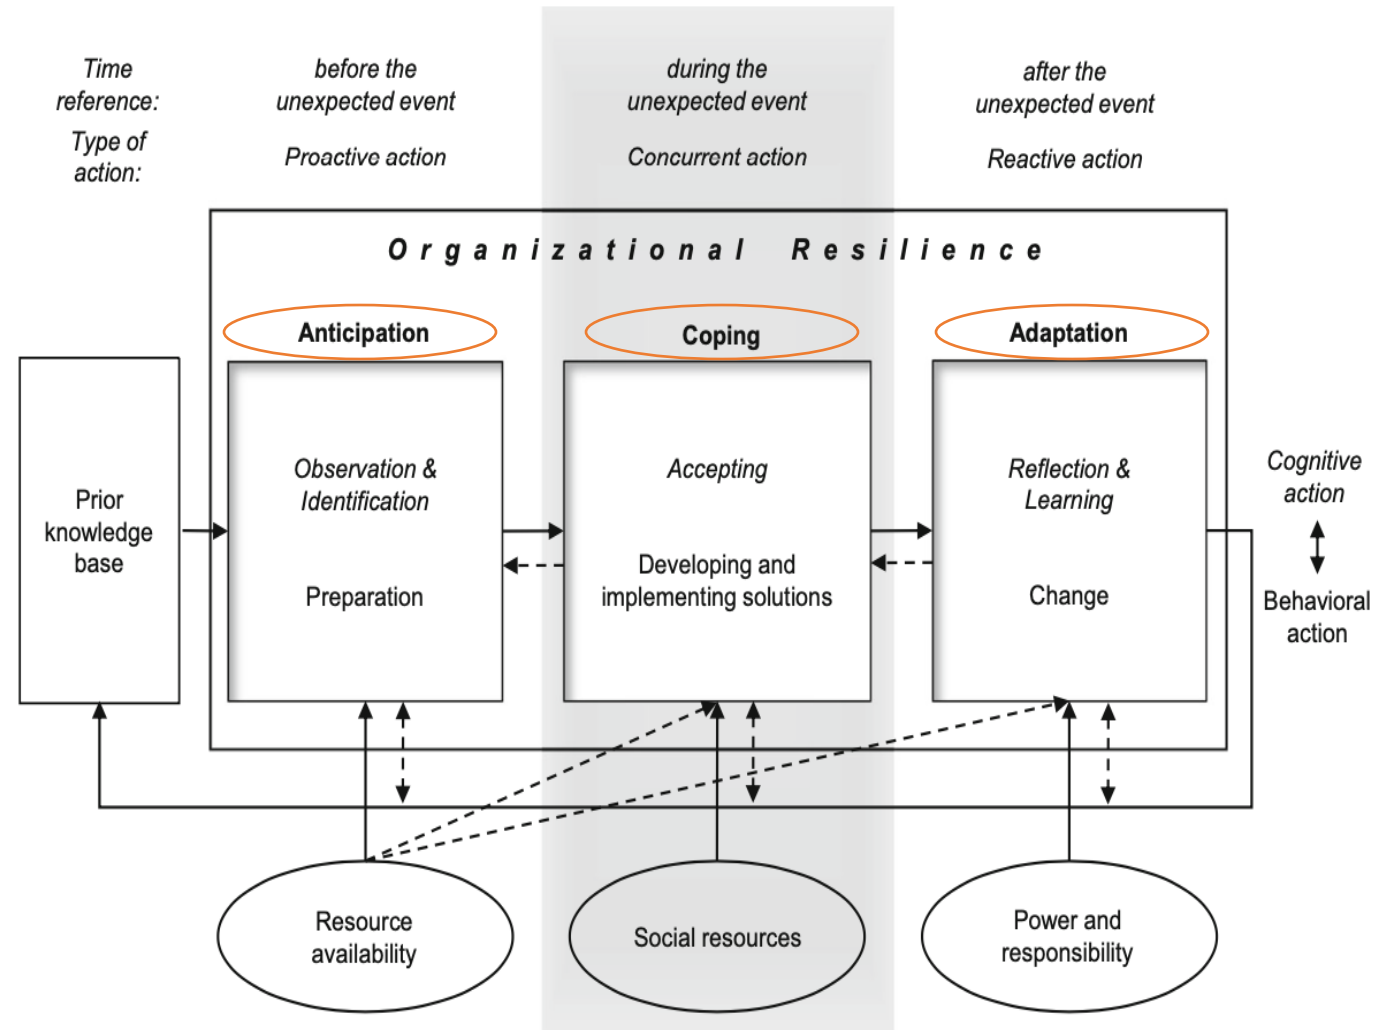 Time
reference:
before the
unexpected event
during the
unexpected event
after the
unexpected event
Type of
action:
Proactive action
Concurrent action
Reactive action
Organizational Resilience
Anticipation
Coping
Adaptation
Prior
knowledge
base
Observation &
Identification
Preparation
Accepting
Developing and
implementing solutions
Reflection &
Learning
Change
Cognitive
action
Behavioral
action
Resource
availability
Social resources
Power and
responsibility